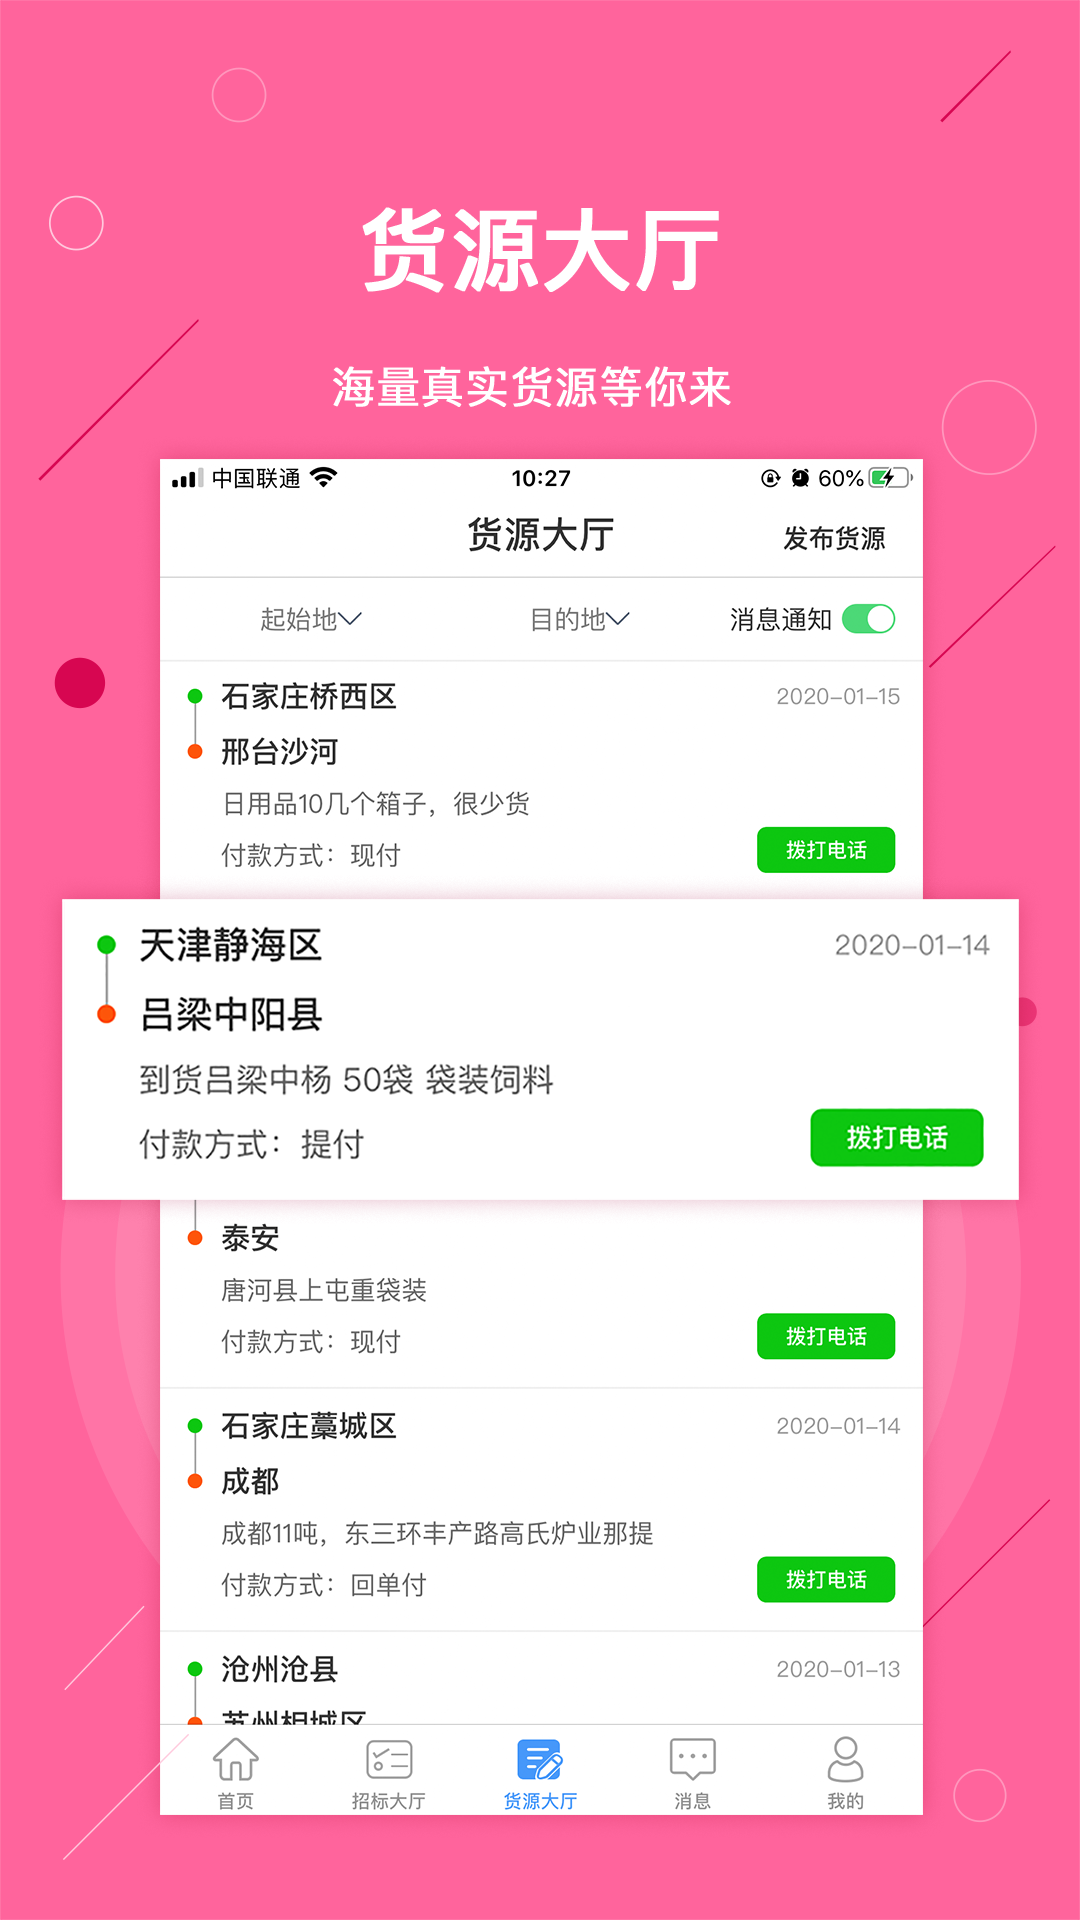 货源大厅
海量真实货源等你来
中国联通 10:27 60%
货源大厅 发布货源
起始地 目的地 消息通知
石家庄桥西区 2020-01-15
邢台沙河
日用品10几个箱子，很少货
付款方式：现付 拨打电话
天津静海区 2020-01-14
吕梁中阳县
到货吕梁中杨 50袋 袋装饲料
付款方式：提付 拨打电话
泰安
唐河县上屯重袋装
付款方式：现付 拨打电话
石家庄藁城区 2020-01-14
成都
成都11吨，东三环丰产路高氏炉业那提
付款方式：回单付 拨打电话
沧州沧县 2020-01-13
苏州相城区
首页 招标大厅 货源大厅 消息 我的